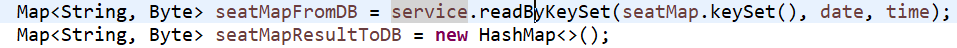 Map<String, Byte> seatMapFromDB = service.readByKeySet(seatMap.keySet(), date, time);
Map<String, Byte> seatMapResultToDB = new HashMap<>();